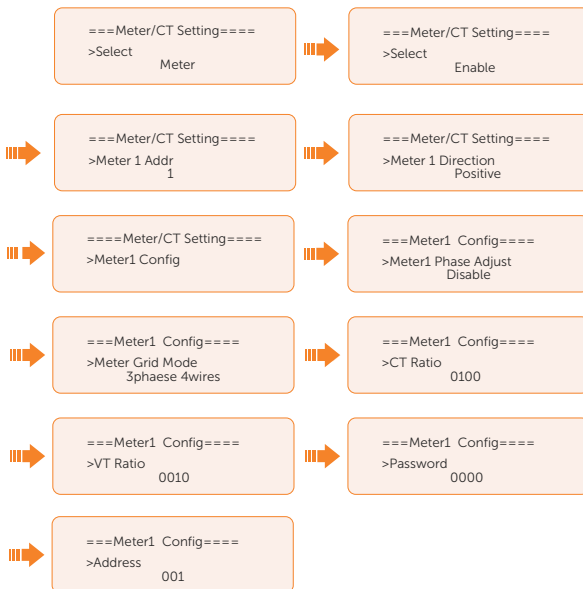 ===Meter/CT Setting====
>Select
Meter
===Meter/CT Setting====
>Select
Enable
===Meter/CT Setting====
>Meter 1 Addr
1
===Meter/CT Setting====
>Meter 1 Direction
Positive
====Meter/CT Setting====
>Meter1 Config
===Meter1 Config====
>Meter1 Phase Adjust
Disable
===Meter1 Config====
>Meter Grid Mode
3phaese 4wires
===Meter1 Config====
>CT Ratio
0100
===Meter1 Config====
>VT Ratio
0010
===Meter1 Config====
>Password
0000
===Meter1 Config====
>Address
001